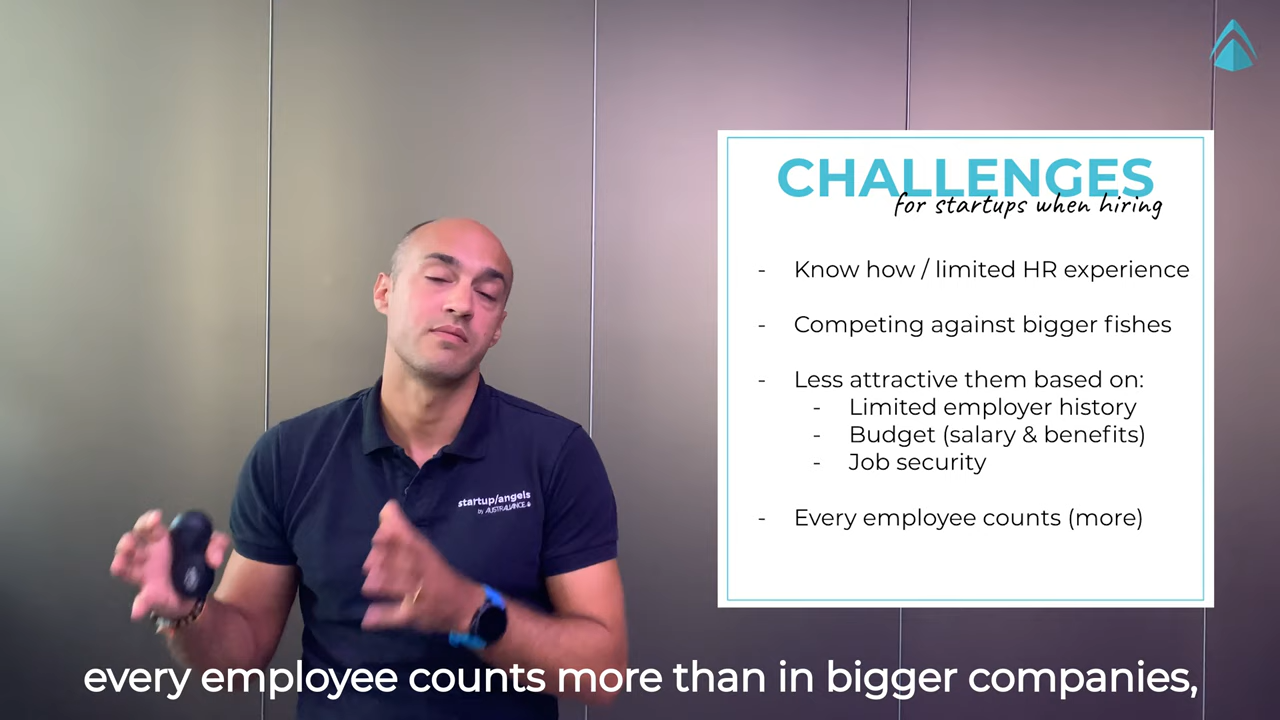 CHALLENGES
for startups when hiring
- Know how / limited HR experience
- Competing against bigger fishes
- Less attractive them based on:
- Limited employer history
- Budget (salary & benefits)
- Job security
- Every employee counts (more)
startup/angels
by AUSTRALIANCE
every employee counts more than in bigger companies,